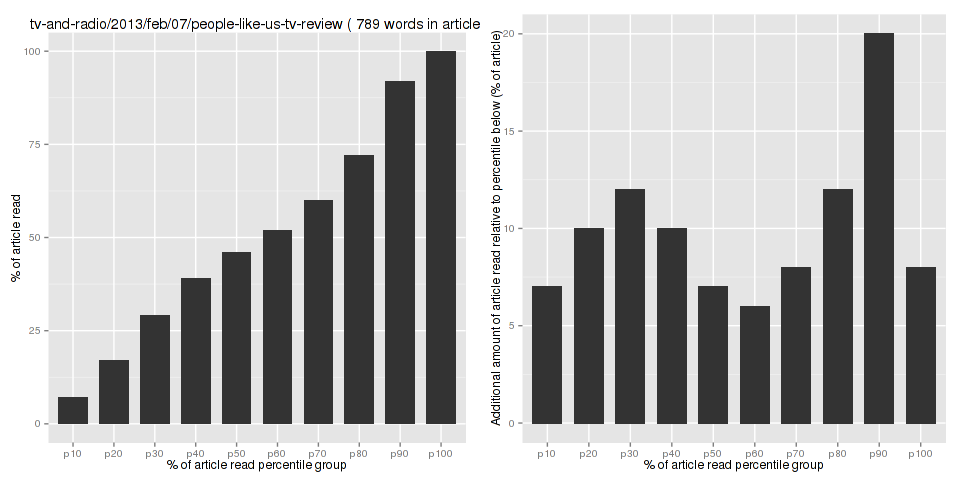 tv-and-radio/2013/feb/07/people-like-us-tv-review ( 789 words in article
% of article read
100
75
50
25
0
p10 p20 p30 p40 p50 p60 p70 p80 p90 p100
% of article read percentile group
Additional amount of article read relative to percentile below (% of article)
20
15
10
5
0
p10 p20 p30 p40 p50 p60 p70 p80 p90 p100
% of article read percentile group